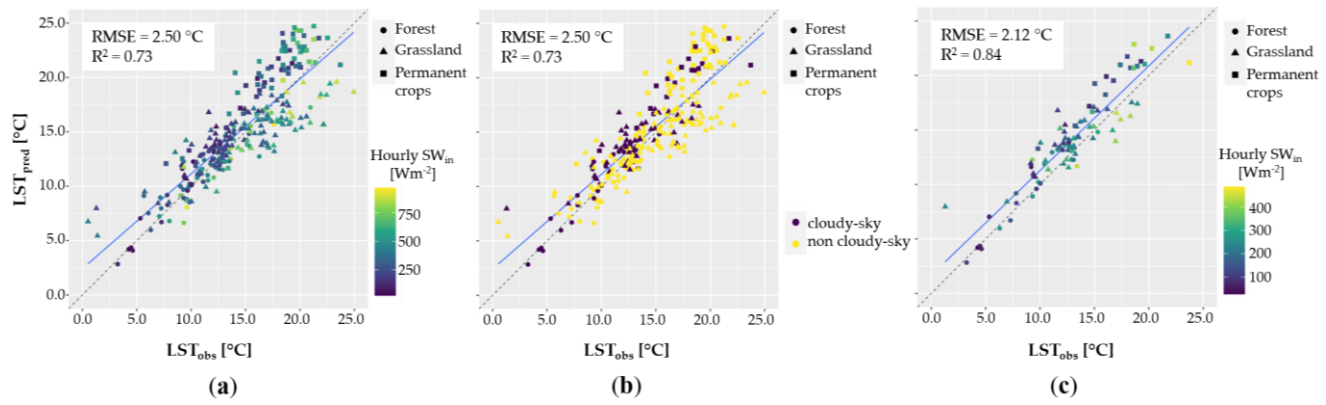 RMSE = 2.50 °C
R² = 0.73
Forest
Grassland
Permanent
crops
Hourly SWin
[Wm⁻²]
750
500
250
25.0
20.0
15.0
10.0
5.0
0.0
LSTpred [°C]
0.0 5.0 10.0 15.0 20.0 25.0
LSTobs [°C]
(a)
RMSE = 2.50 °C
R² = 0.73
Forest
Grassland
Permanent
crops
cloudy-sky
non cloudy-sky
0.0 5.0 10.0 15.0 20.0 25.0
LSTobs [°C]
(b)
RMSE = 2.12 °C
R² = 0.84
Forest
Grassland
Permanent
crops
Hourly SWin
[Wm⁻²]
400
300
200
100
0.0 5.0 10.0 15.0 20.0 25.0
LSTobs [°C]
(c)